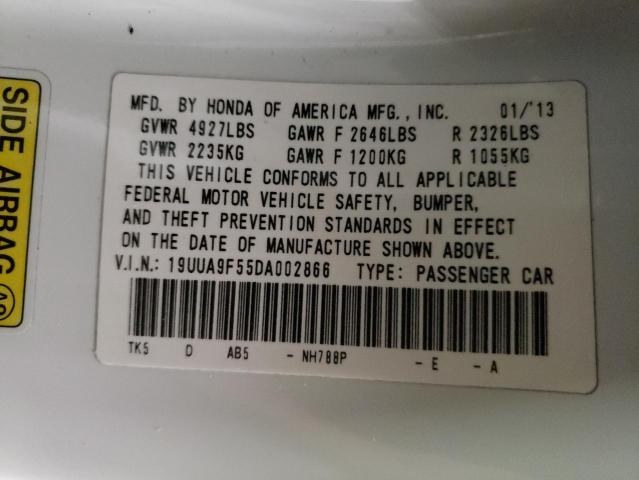 SIDE AIRBAG
MFD. BY HONDA OF AMERICA MFG., INC. 01/'13
GVWR 4927LBS GAWR F 2646LBS R 2326LBS
GVWR 2235KG GAWR F 1200KG R 1055KG
THIS VEHICLE CONFORMS TO ALL APPLICABLE
FEDERAL MOTOR VEHICLE SAFETY, BUMPER,
AND THEFT PREVENTION STANDARDS IN EFFECT
ON THE DATE OF MANUFACTURE SHOWN ABOVE.
V.I.N.: 19UUA9F55DA002866 TYPE: PASSENGER CAR
TK5 D AB5 - NH788P - E - A